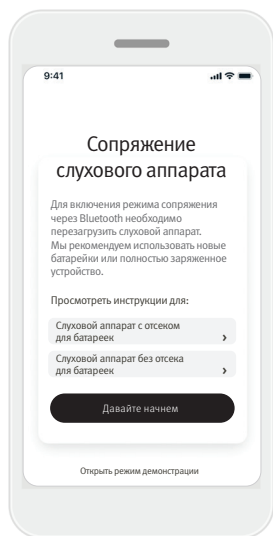 9:41
Сопряжение
слухового аппарата
Для включения режима сопряжения
через Bluetooth необходимо
перезагрузить слуховой аппарат.
Мы рекомендуем использовать новые
батарейки или полностью заряженное
устройство.
Просмотреть инструкции для:
Слуховой аппарат с отсеком
для батареек
Слуховой аппарат без отсека
для батареек
Давайте начнем
Открыть режим демонстрации